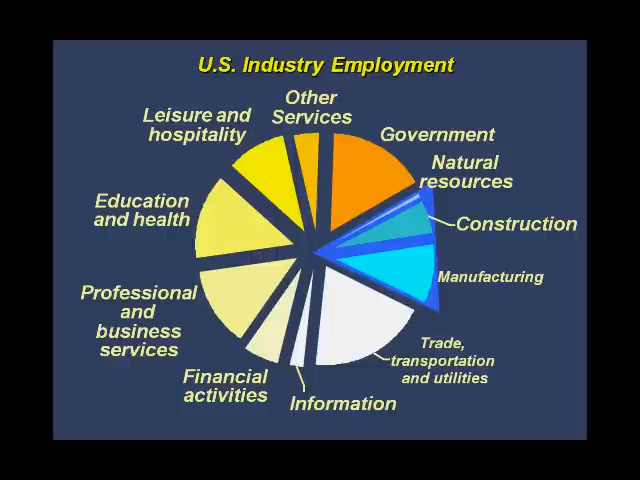 U.S. Industry Employment
Other
Services
Leisure and
hospitality
Government
Natural
resources
Education
and health
Construction
Manufacturing
Professional
and
business
services
Trade,
transportation
and utilities
Financial
activities
Information